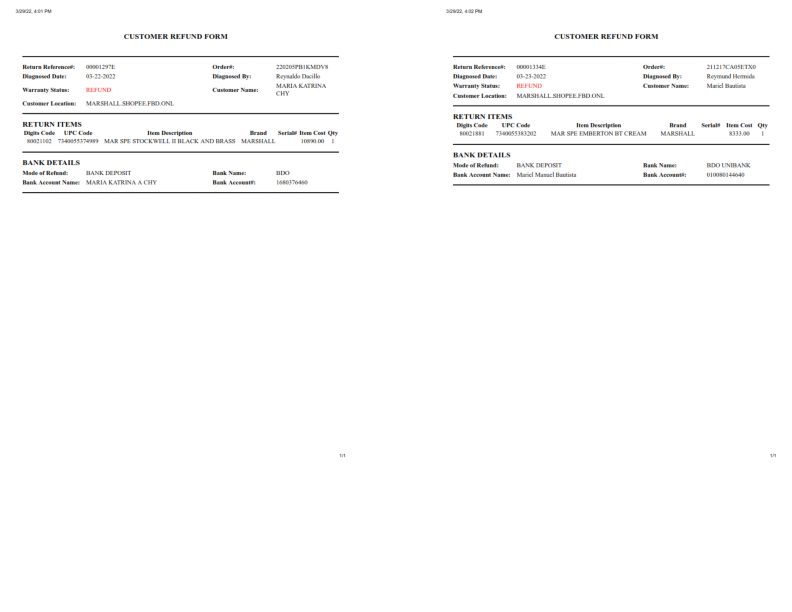 3/29/22, 4:01 PM
CUSTOMER REFUND FORM
Return Reference#: 00001297E Order#: 220205PB1KMDV8
Diagnosed Date: 03-22-2022 Diagnosed By: Reynaldo Dacillo
Warranty Status: REFUND Customer Name: MARIA KATRINA CHY
Customer Location: MARSHALL.SHOPEE.FBD.ONL
RETURN ITEMS
Digits Code UPC Code Item Description Brand Serial# Item Cost Qty
80021102 7340055374989 MAR SPE STOCKWELL II BLACK AND BRASS MARSHALL 10890.00 1
BANK DETAILS
Mode of Refund: BANK DEPOSIT Bank Name: BDO
Bank Account Name: MARIA KATRINA A CHY Bank Account#: 1680376460
1/1
3/29/22, 4:02 PM
CUSTOMER REFUND FORM
Return Reference#: 00001334E Order#: 211217CA05ETX0
Diagnosed Date: 03-23-2022 Diagnosed By: Reymund Hermida
Warranty Status: REFUND Customer Name: Mariel Bautista
Customer Location: MARSHALL.SHOPEE.FBD.ONL
RETURN ITEMS
Digits Code UPC Code Item Description Brand Serial# Item Cost Qty
80021881 7340055383202 MAR SPE EMBERTON BT CREAM MARSHALL 8333.00 1
BANK DETAILS
Mode of Refund: BANK DEPOSIT Bank Name: BDO UNIBANK
Bank Account Name: Mariel Manuel Bautista Bank Account#: 010080144640
1/1